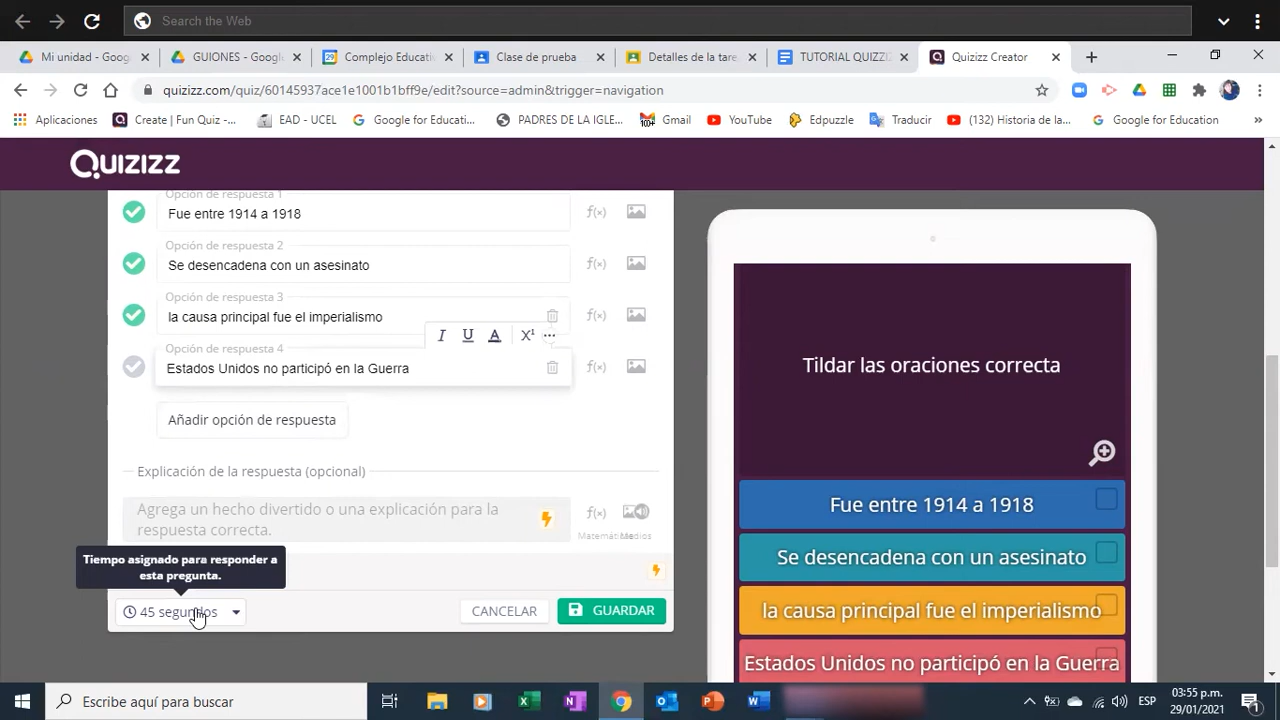 Search the Web
Mi unidad - Goog
GUIONES - Googl
Complejo Educati
Clase de prueba
Detalles de la tare
TUTORIAL QUZZIZ
Quizizz Creator
quizizz.com/quiz/60145937ace1e1001b1bff9e/edit?source=admin&trigger=navigation
Aplicaciones
Create | Fun Quiz -...
EAD - UCEL
Google for Educati...
PADRES DE LA IGLE...
Gmail
YouTube
Edpuzzle
Traducir
(132) Historia de la...
Google for Education
Quizizz
Opción de respuesta 1
Fue entre 1914 a 1918
f(x)
Opción de respuesta 2
Se desencadena con un asesinato
f(x)
Opción de respuesta 3
la causa principal fue el imperialismo
f(x)
I U A X¹ ...
Opción de respuesta 4
Estados Unidos no participó en la Guerra
f(x)
Añadir opción de respuesta
Explicación de la respuesta (opcional)
Agrega un hecho divertido o una explicación para la
respuesta correcta.
f(x)
Tiempo asignado para responder a
esta pregunta.
45 segundos
CANCELAR
GUARDAR
Tildar las oraciones correcta
Fue entre 1914 a 1918
Se desencadena con un asesinato
la causa principal fue el imperialismo
Estados Unidos no participó en la Guerra
Escribe aquí para buscar
ESP
03:55 p.m.
29/01/2021